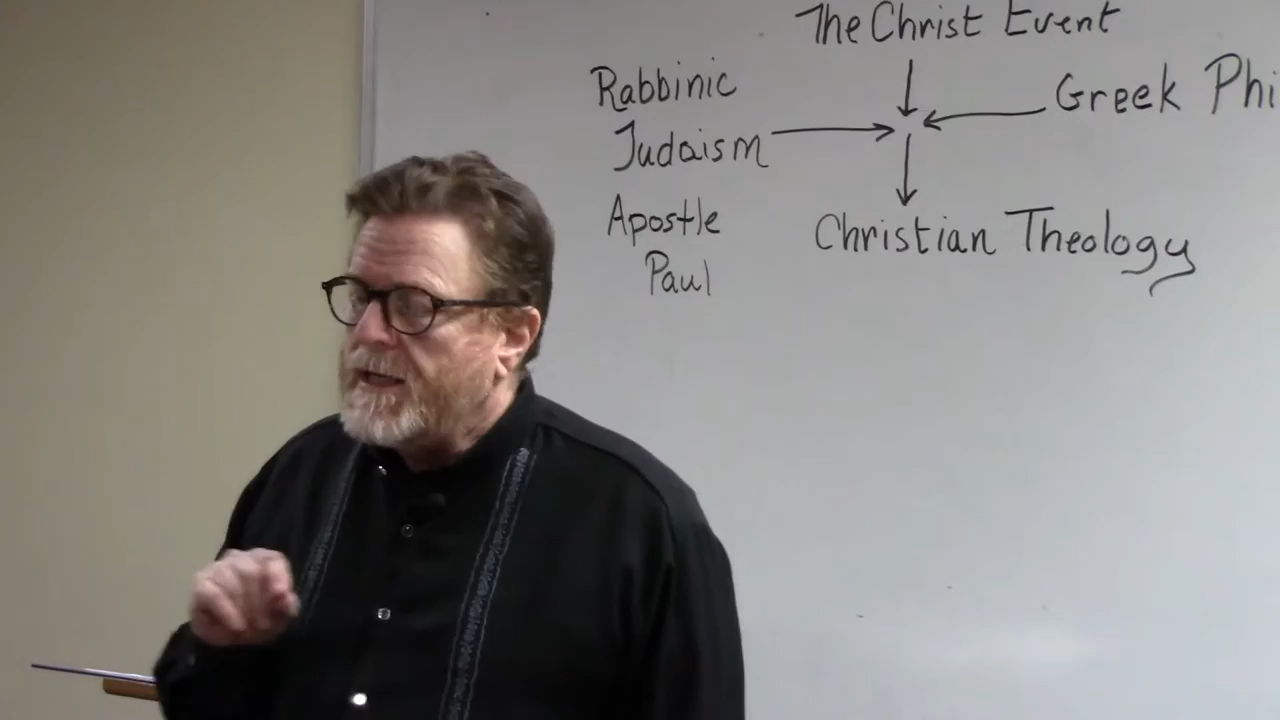 The Christ Event
Rabbinic
Judaism
Greek Phi
Apostle
Paul
Christian Theology